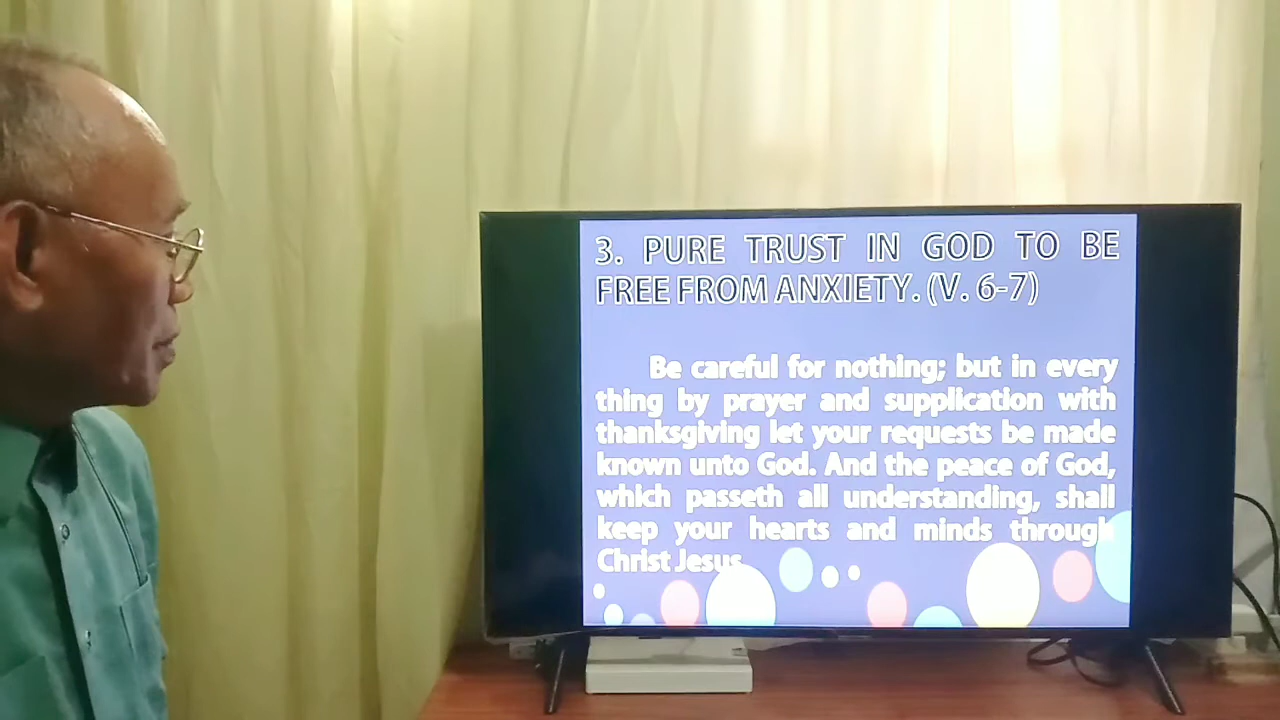 3. PURE TRUST IN GOD TO BE
FREE FROM ANXIETY. (V. 6-7)
Be careful for nothing; but in every
thing by prayer and supplication with
thanksgiving let your requests be made
known unto God. And the peace of God,
which passeth all understanding, shall
keep your hearts and minds through
Christ Jesus.